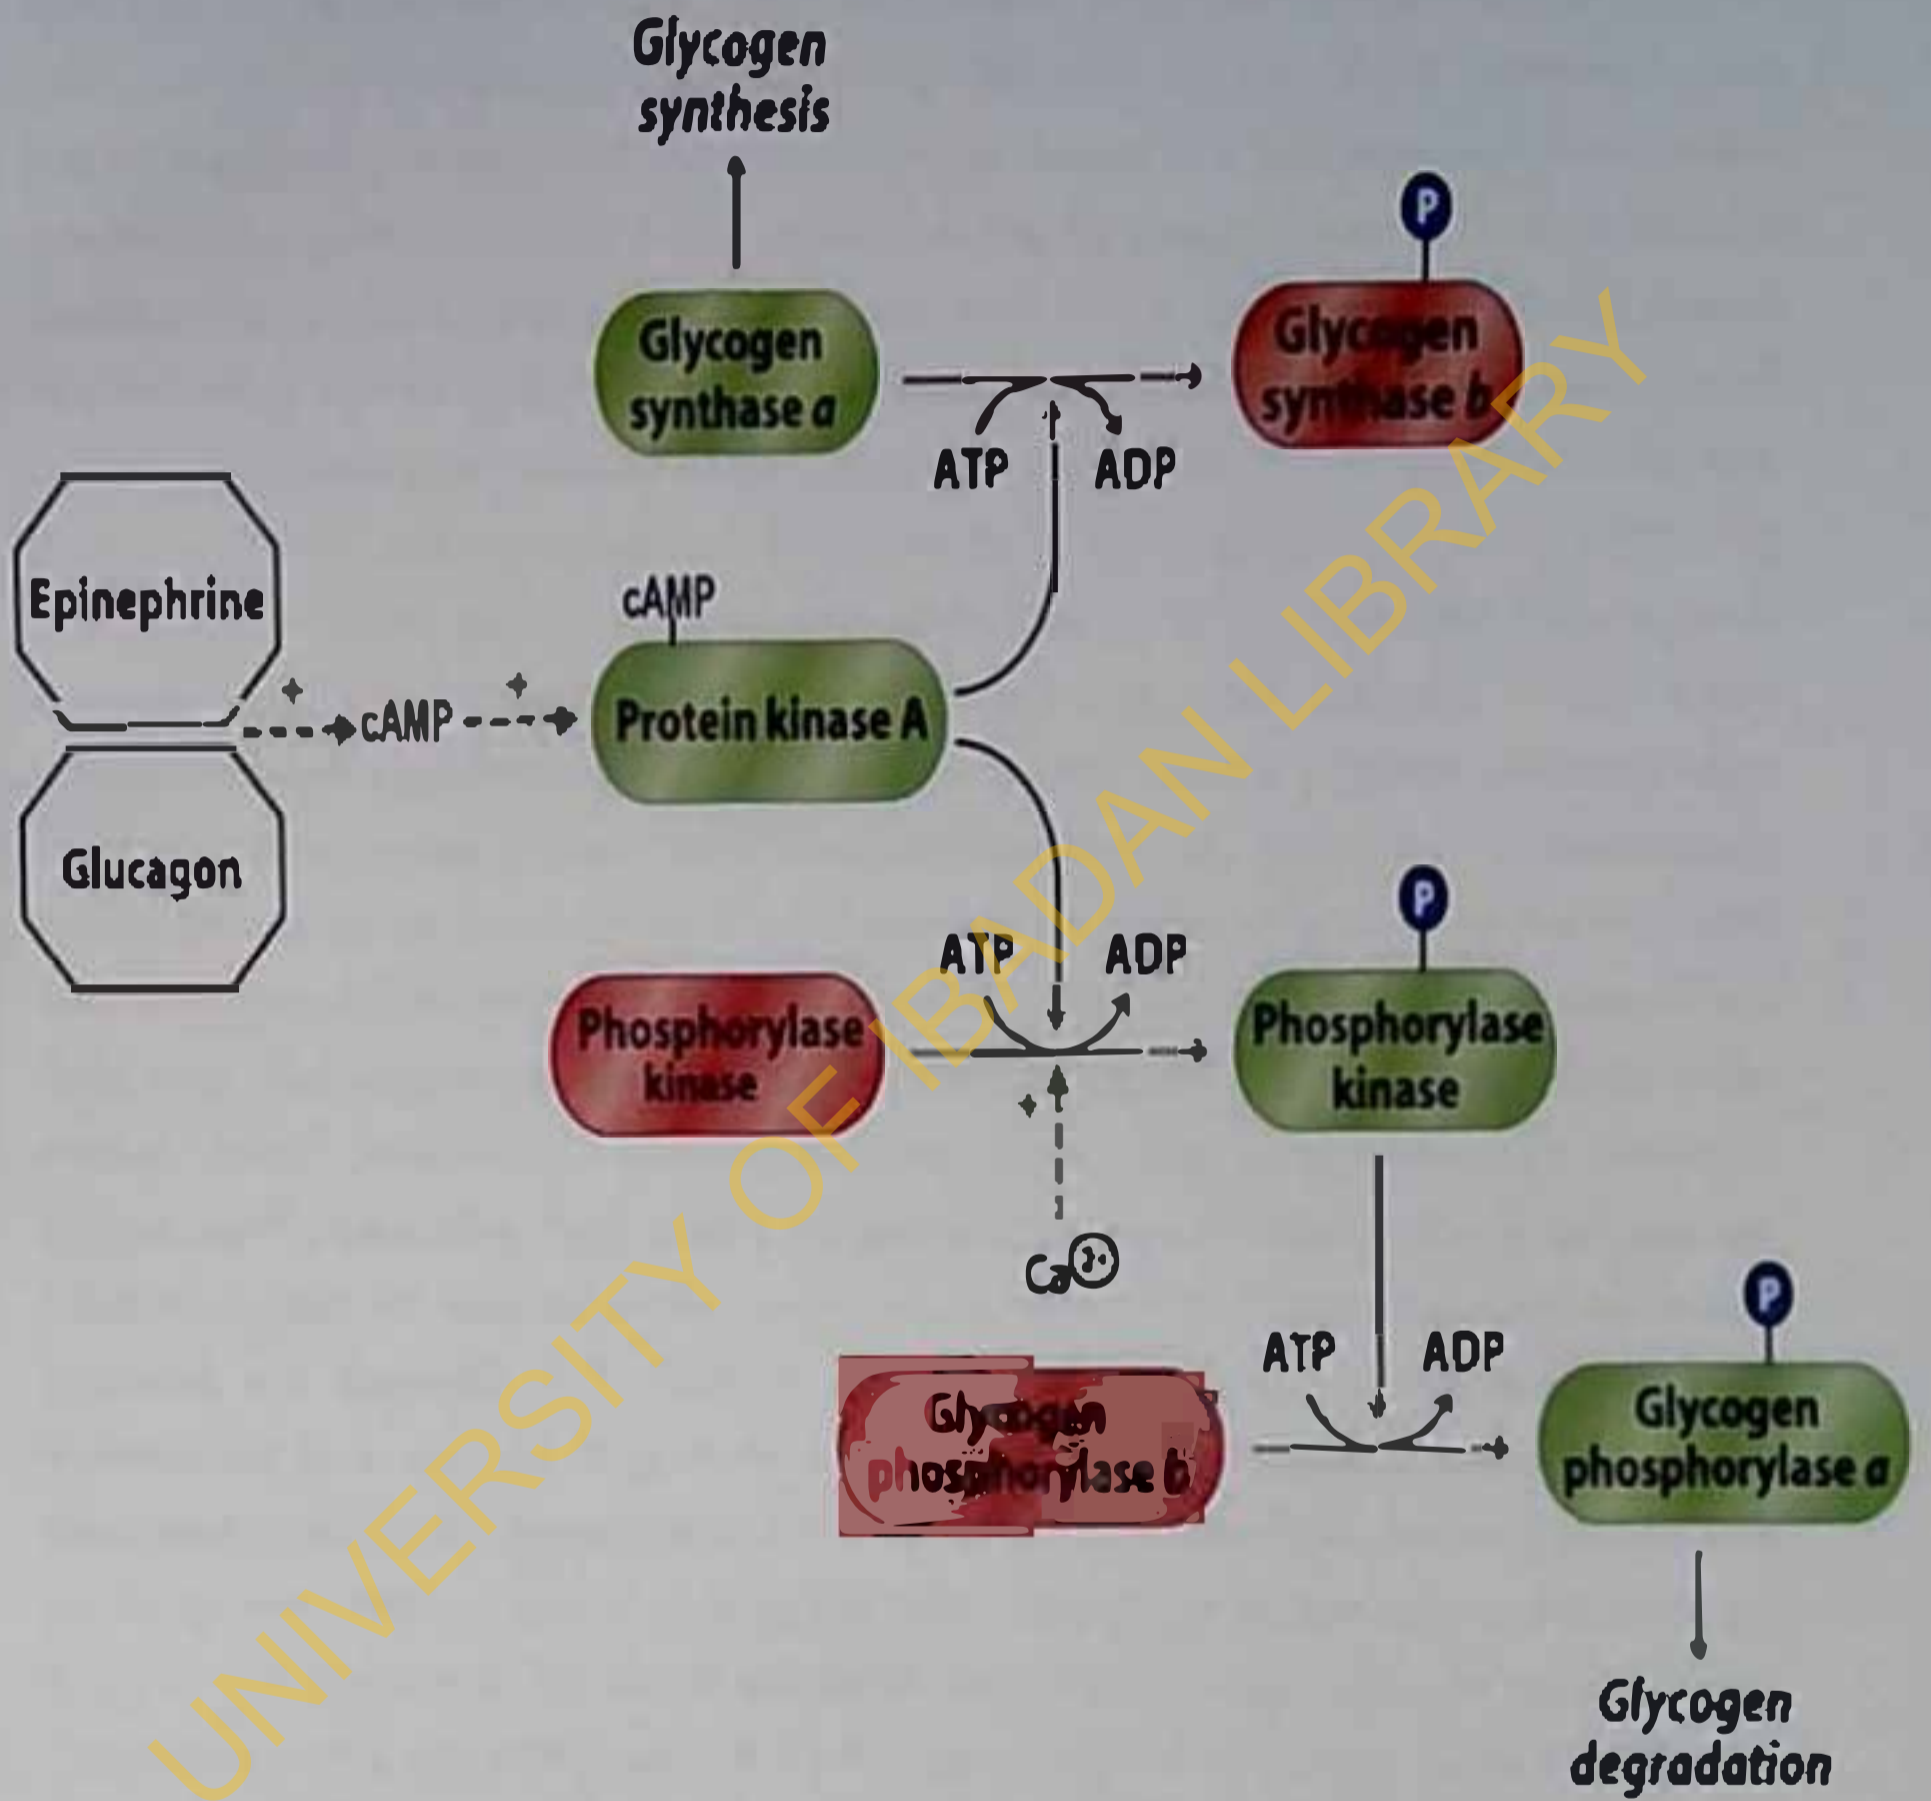 Glycogen
synthesis
P
Glycogen
synthase a
Glycogen
synthase b
ATP
ADP
Epinephrine
cAMP
Protein kinase A
cAMP
Glucagon
P
ATP
ADP
Phosphorylase
kinase
Phosphorylase
kinase
Ca
P
ATP
ADP
Glycogen
phosphorylase b
Glycogen
phosphorylase a
Glycogen
degradation
UNIVERSITY OF IBADAN LIBRARY